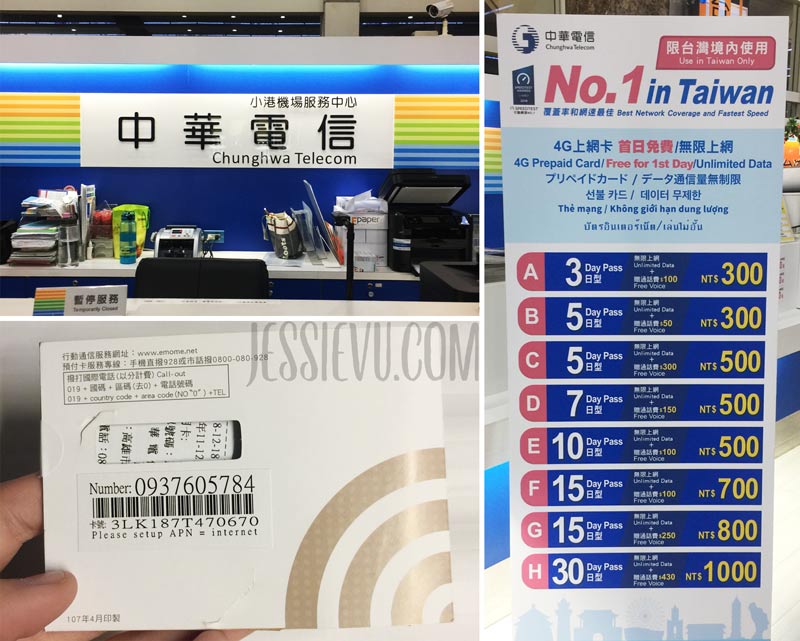 小港機場服務中心
中華電信
Chunghwa Telecom
Epaper
暫停服務
Temporarily Closed
JESSIEVU.COM
行動通信服務網址：www.emome.net
預付卡服務專線：手機直撥928或市話撥0800-080-928
撥打國際電話(以分計費) Call-out
019 + 國碼 + 區碼(去0) + 電話號碼
019 + country code + area code (NO "0") +TEL
Number: 0937605784
卡號: 3LK187T470670
Please setup APN = internet
107年4月印製
中華電信
Chunghwa Telecom
限台灣境內使用
Use in Taiwan Only
No.1 in Taiwan
覆蓋率和網速最佳 Best Network Coverage and Fastest Speed
4G上網卡 首日免費/無限上網
4G Prepaid Card/ Free for 1st Day/Unlimited Data
プリペイドカード / データ通信量無制限
선불 카드 / 데이터 무제한
Thẻ mạng / Không giới hạn dung lượng
บัตรอินเตอร์เน็ต/เล่นไม่อั้น
A 3 Day Pass 日型 無限上網 Unlimited Data + 贈通話費$100 Free Voice NT$ 300
B 5 Day Pass 日型 無限上網 Unlimited Data + 贈通話費$50 Free Voice NT$ 300
C 5 Day Pass 日型 無限上網 Unlimited Data + 贈通話費$300 Free Voice NT$ 500
D 7 Day Pass 日型 無限上網 Unlimited Data + 贈通話費$150 Free Voice NT$ 500
E 10 Day Pass 日型 無限上網 Unlimited Data + 贈通話費$100 Free Voice NT$ 500
F 15 Day Pass 日型 無限上網 Unlimited Data + 贈通話費$100 Free Voice NT$ 700
G 15 Day Pass 日型 無限上網 Unlimited Data + 贈通話費$250 Free Voice NT$ 800
H 30 Day Pass 日型 無限上網 Unlimited Data + 贈通話費$430 Free Voice NT$ 1000